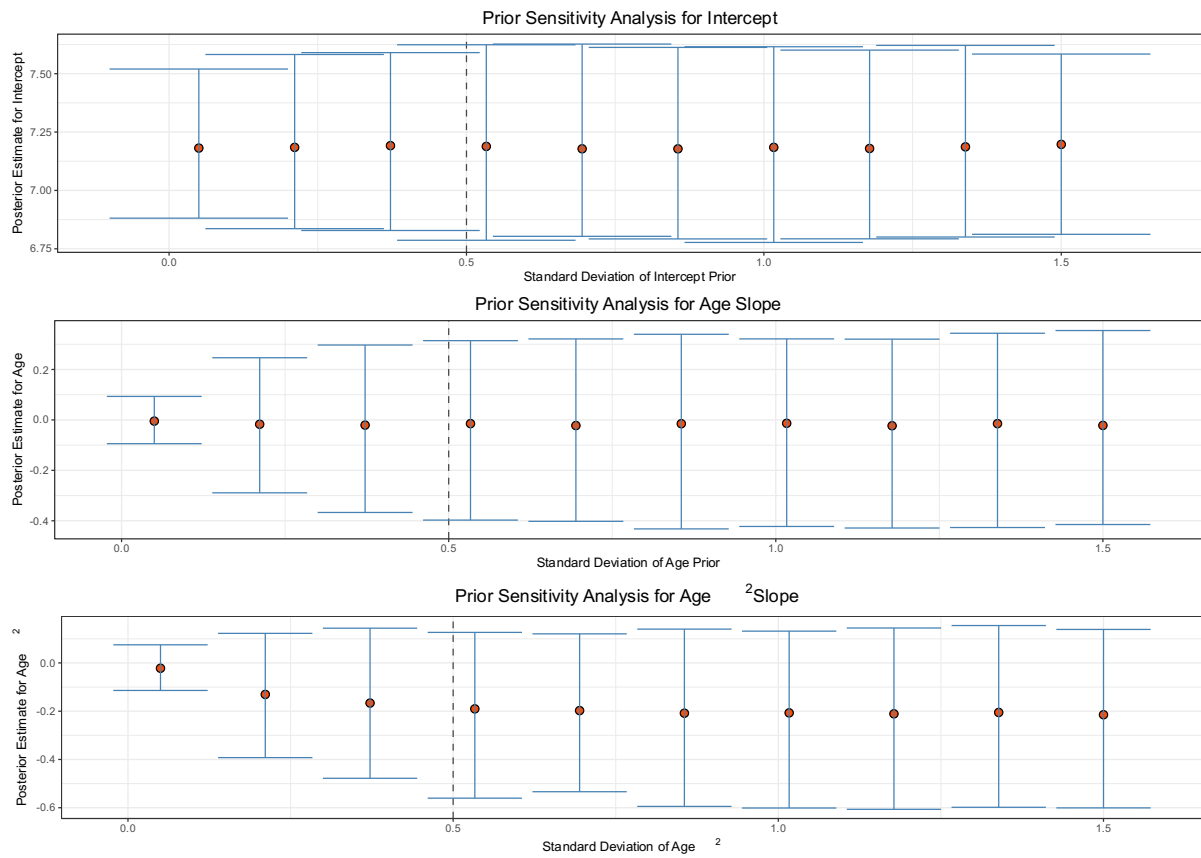 Prior Sensitivity Analysis for Intercept
Posterior Estimate for Intercept
7.50
7.25
7.00
6.75
0.0 0.5 1.0 1.5
Standard Deviation of Intercept Prior
Prior Sensitivity Analysis for Age Slope
Posterior Estimate for Age
0.2
0.0
-0.2
-0.4
0.0 0.5 1.0 1.5
Standard Deviation of Age Prior
Prior Sensitivity Analysis for Age 2Slope
Posterior Estimate for Age 2
0.0
-0.2
-0.4
-0.6
0.0 0.5 1.0 1.5
Standard Deviation of Age 2